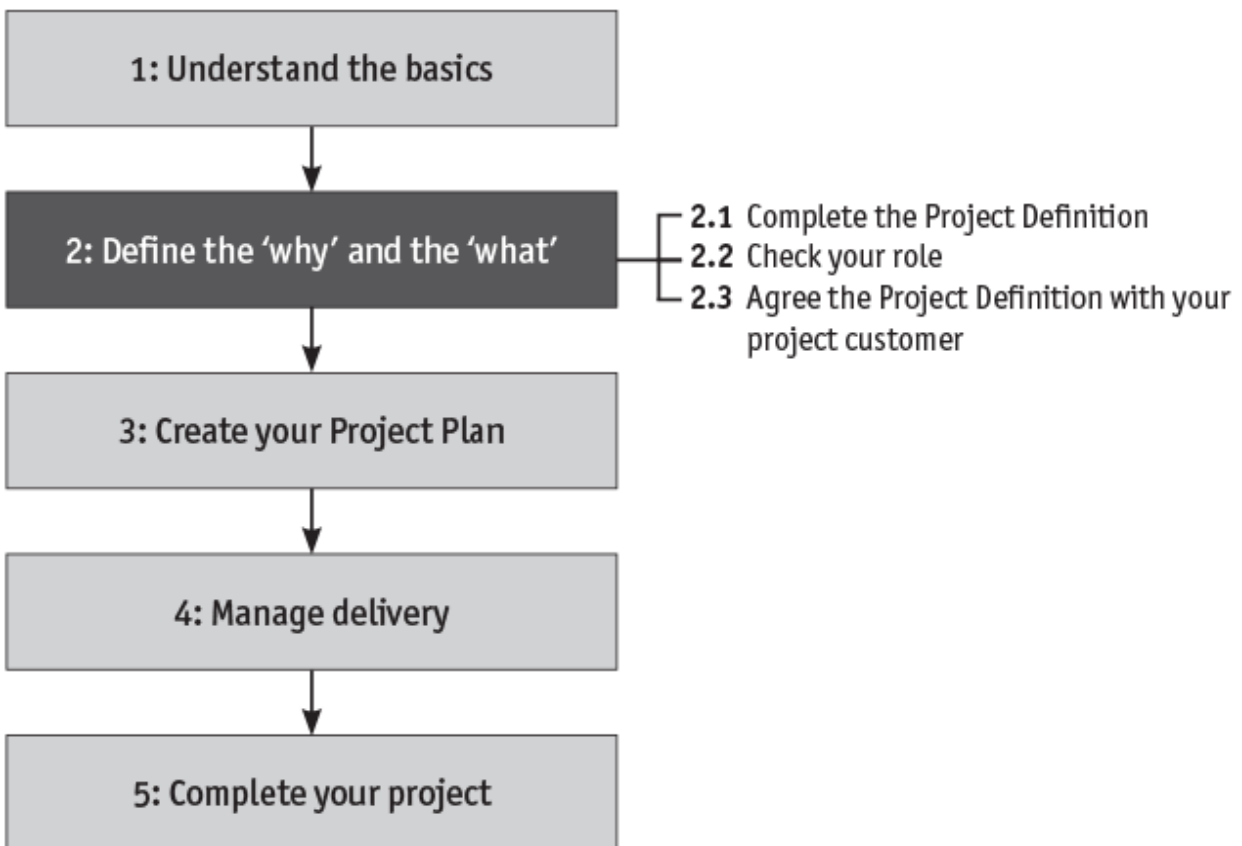 1: Understand the basics
2: Define the ‘why’ and the ‘what’
2.1 Complete the Project Definition
2.2 Check your role
2.3 Agree the Project Definition with your
project customer
3: Create your Project Plan
4: Manage delivery
5: Complete your project